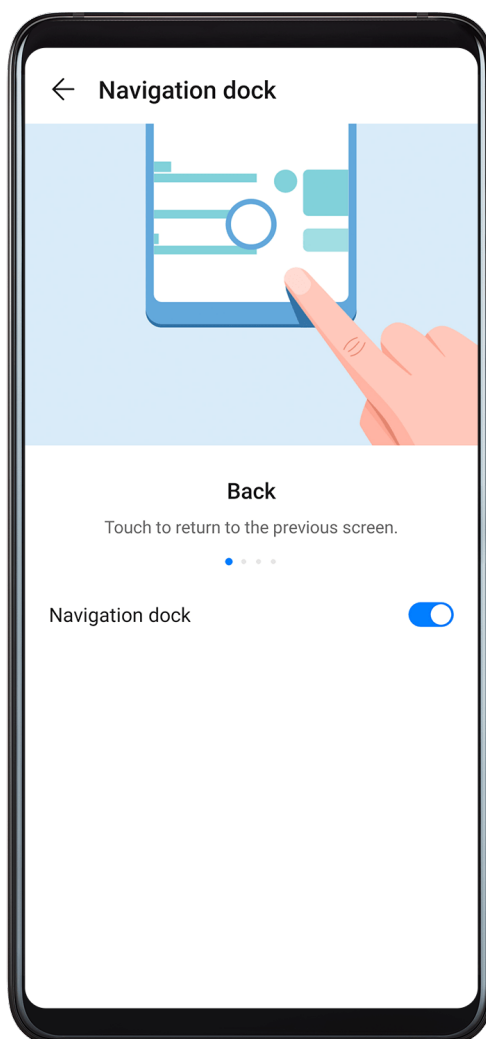 Navigation dock
Back
Touch to return to the previous screen.
Navigation dock